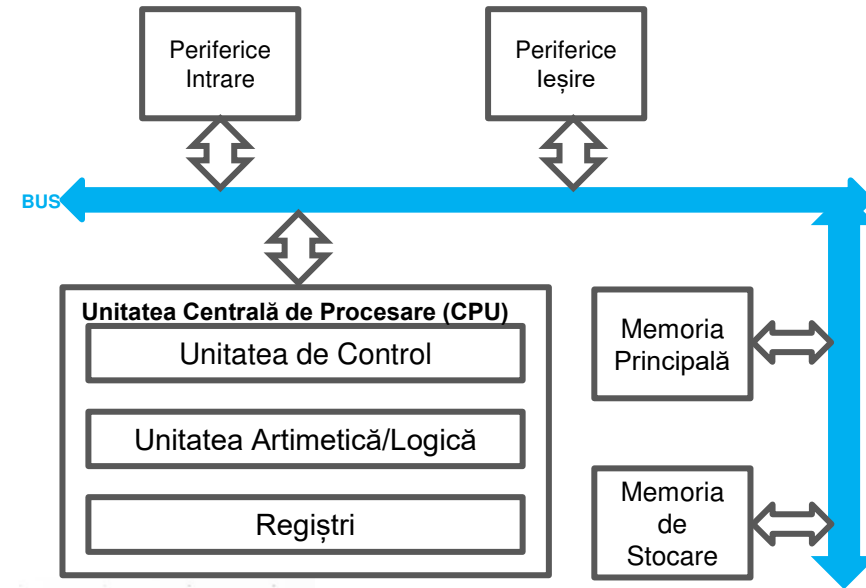 Periferice
Intrare
Periferice
Ieșire
BUS
Unitatea Centrală de Procesare (CPU)
Unitatea de Control
Unitatea Artimetică/Logică
Regiștri
Memoria
Principală
Memoria
de
Stocare